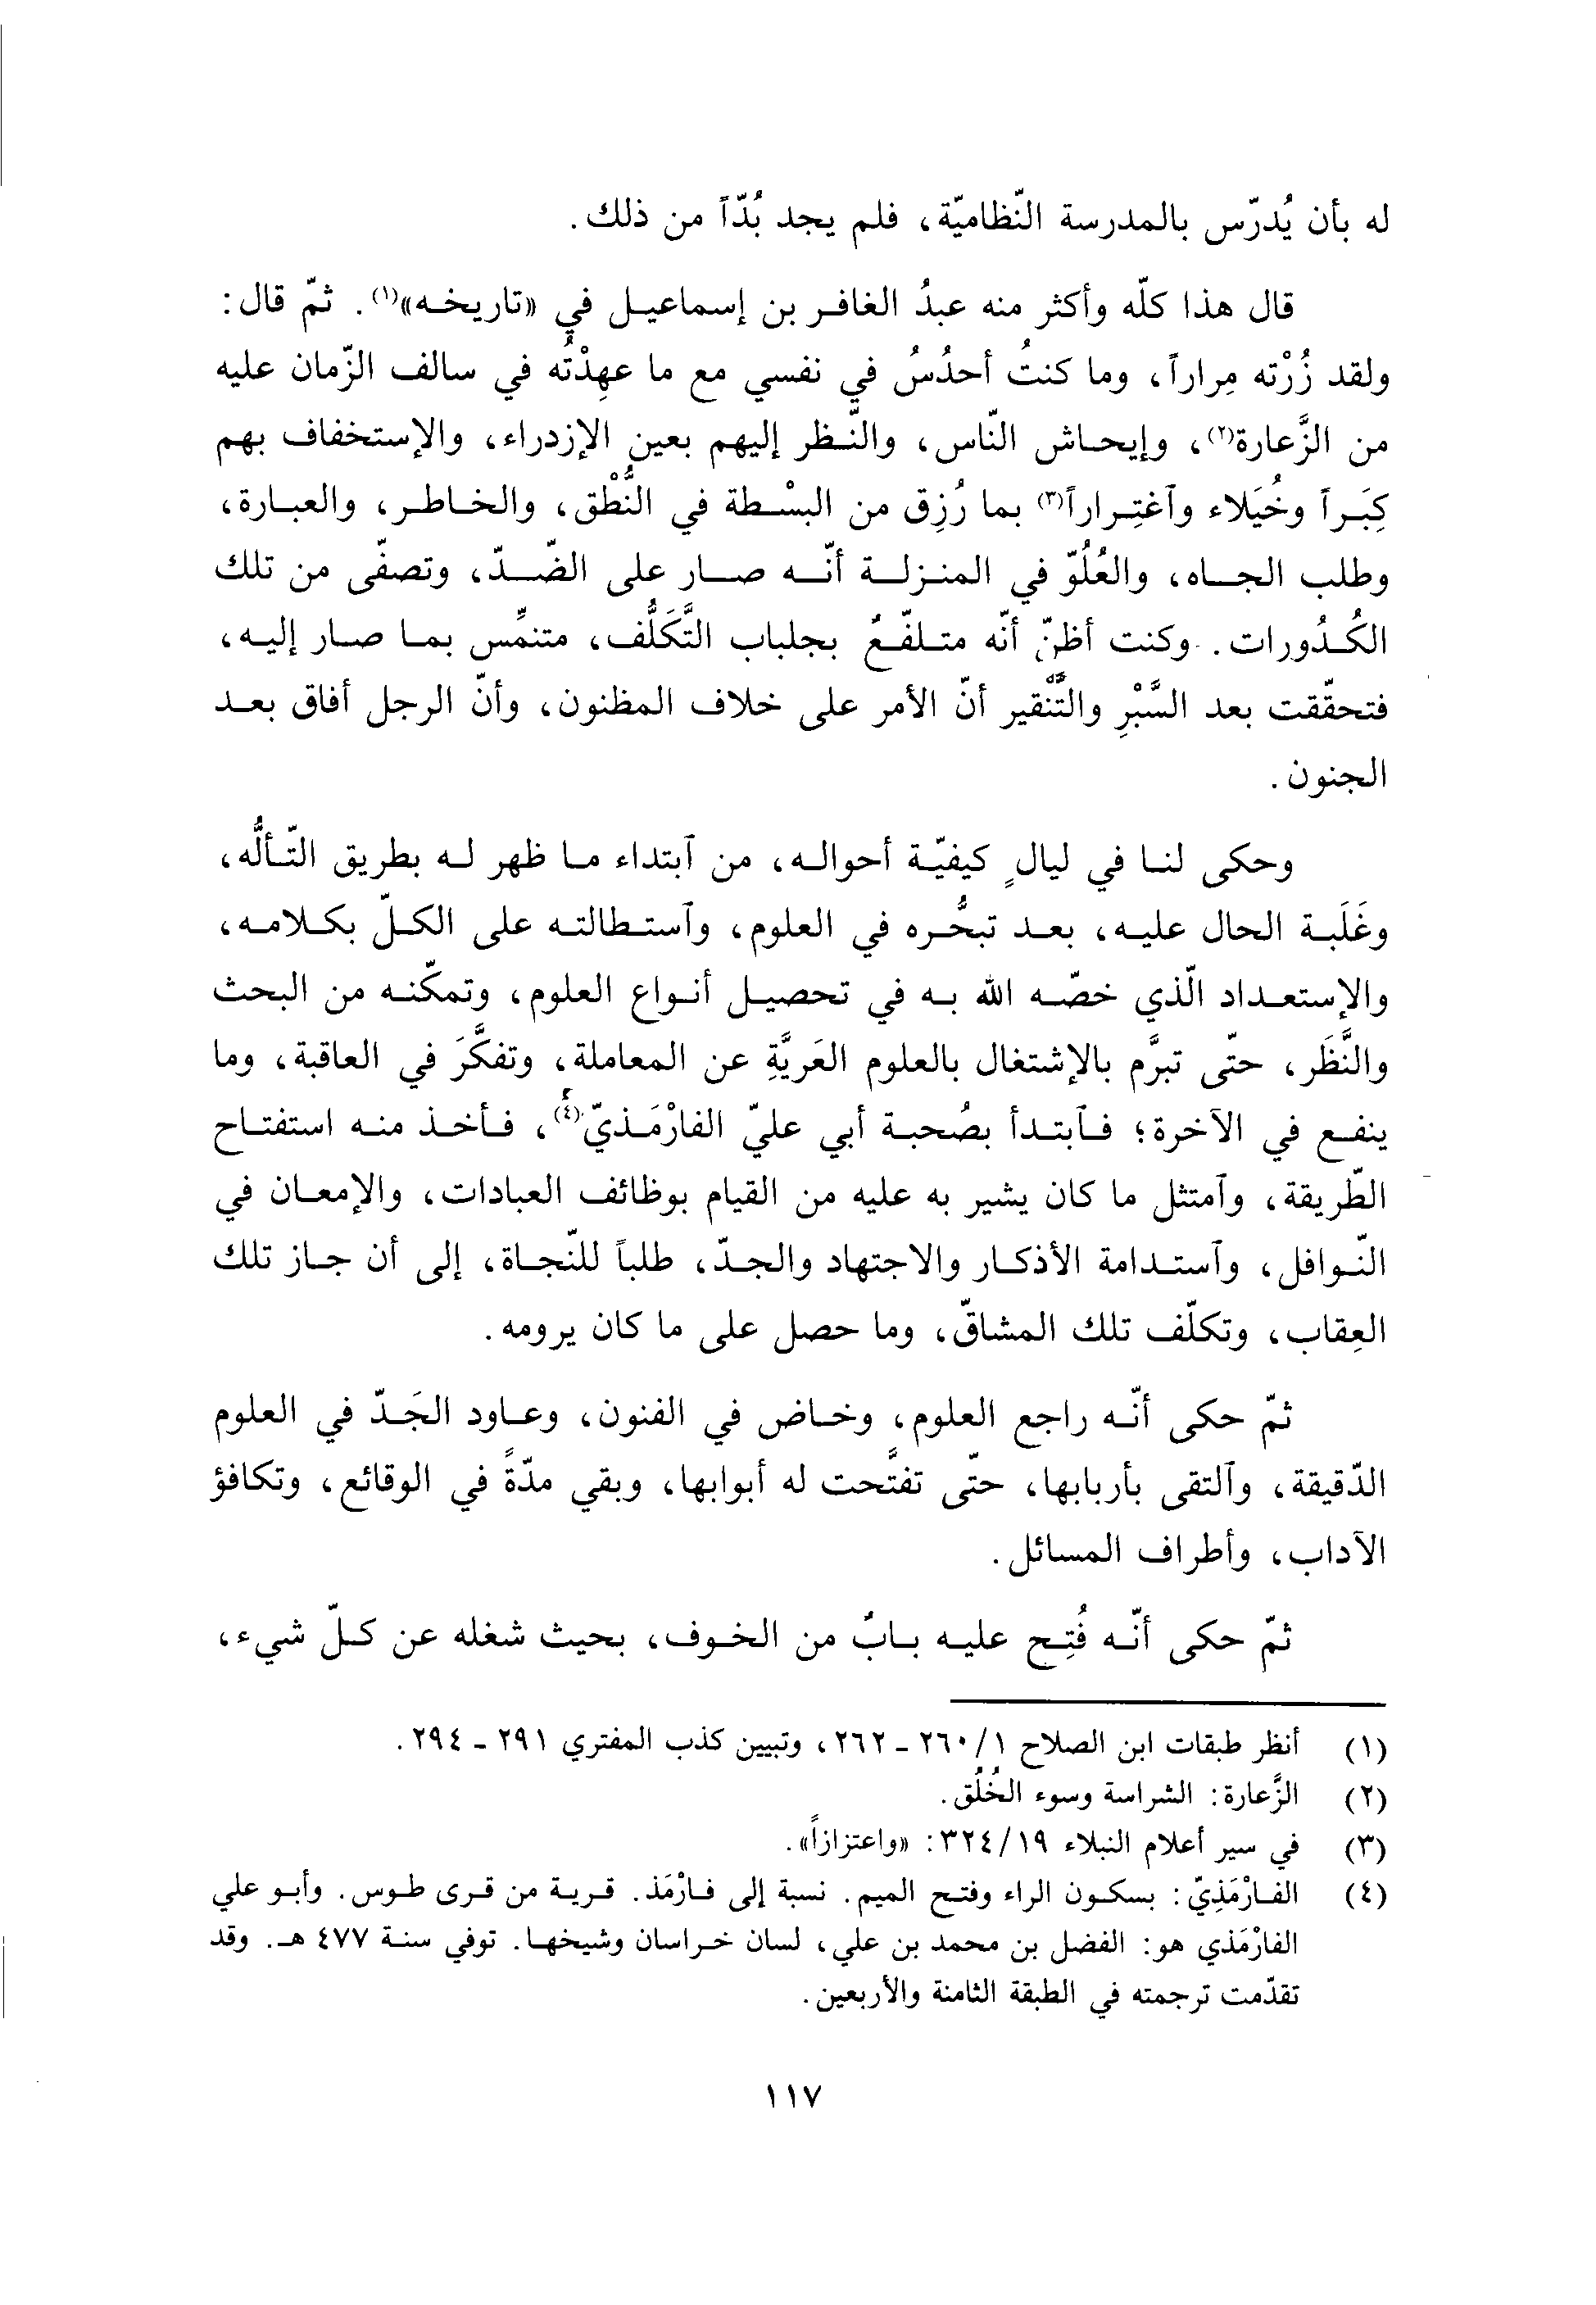 له بأن يُدرّس بالمدرسة النّظاميّة، فلم يجد بُدّاً من ذلك.
قال هذا كلّه وأكثر منه عبدُ الغافر بن إسماعيل في «تاريخه»(١). ثمّ قال:
ولقد زُرْته مِراراً، وما كنتُ أحدُسُ في نفسي مع ما عهِدْتُه في سالف الزّمان عليه
من الزَّعارة(٢)، وإيحاش النّاس، والنّظر إليهم بعين الإزدراء، والإستخفاف بهم
كِبَراً وخُيَلاء وآغتِراراً(٣) بما رُزِق من البسْطة في النُّطْق، والخاطر، والعبارة،
وطلب الجاه، والعُلُوّ في المنزلة أنّه صار على الضّدّ، وتصفّى من تلك
الكُدُورات. وكنت أظنّ أنّه متلفّعُ بجلباب التَّكَلُّف، متنمِّس بما صار إليه،
فتحقّقت بعد السَّبْرِ والتَّنْقير أنّ الأمر على خلاف المظنون، وأنّ الرجل أفاق بعد
الجنون.
وحكى لنا في ليالٍ كيفيّة أحواله، من آبتداء ما ظهر له بطريق التّألُّه،
وغَلَبة الحال عليه، بعد تبحُّره في العلوم، وآستطالته على الكلّ بكلامه،
والإستعداد الّذي خصّه الله به في تحصيل أنواع العلوم، وتمكّنه من البحث
والنَّظَر، حتّى تبرَّم بالإشتغال بالعلوم العَريَّةِ عن المعاملة، وتفكَّرَ في العاقبة، وما
ينفع في الآخرة؛ فآبتدأ بصُحبة أبي عليّ الفارْمَذيّ(٤)، فأخذ منه استفتاح
الطّريقة، وآمتثل ما كان يشير به عليه من القيام بوظائف العبادات، والإمعان في
النّوافل، وآستدامة الأذكار والاجتهاد والجدّ، طلباً للنّجاة، إلى أن جاز تلك
العِقاب، وتكلّف تلك المشاقّ، وما حصل على ما كان يرومه.
ثمّ حكى أنّه راجع العلوم، وخاض في الفنون، وعاود الجَدّ في العلوم
الدّقيقة، وآلتقى بأربابها، حتّى تفتَّحت له أبوابها، وبقي مدّةً في الوقائع، وتكافؤ
الآداب، وأطراف المسائل.
ثمّ حكى أنّه فُتِح عليه بابُ من الخوف، بحيث شغله عن كلّ شيء،
(١) أنظر طبقات ابن الصلاح ٢٦٠/١ - ٢٦٢، وتبيين كذب المفتري ٢٩١ - ٢٩٤.
(٢) الزَّعارة: الشراسة وسوء الخُلُق.
(٣) في سير أعلام النبلاء ٣٢٤/١٩: «واعتزازاً».
(٤) الفارْمَذِيّ: بسكون الراء وفتح الميم. نسبة إلى فارْمَذ. قرية من قرى طوس. وأبو علي
الفارْمَذي هو: الفضل بن محمد بن علي، لسان خراسان وشيخها. توفي سنة ٤٧٧ هـ. وقد
تقدّمت ترجمته في الطبقة الثامنة والأربعين.
١١٧